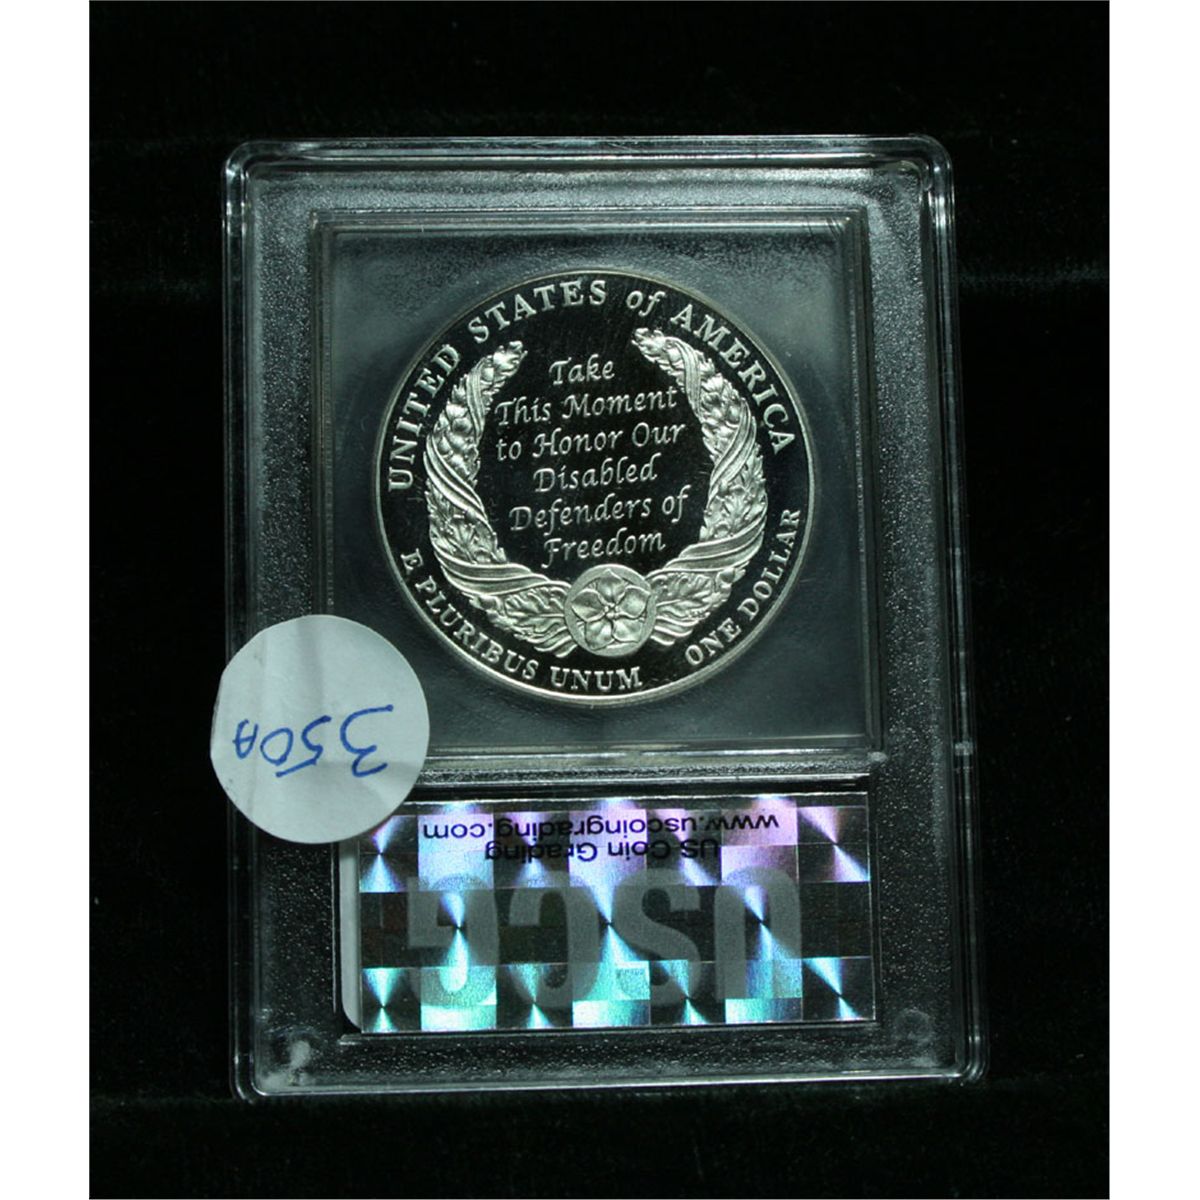 UNITED STATES of AMERICA
Take
This Moment
to Honor Our
Disabled
Defenders of
Freedom
E PLURIBUS UNUM
ONE DOLLAR
350A
www.uscoingrading.com
US Coin Grading
USCG